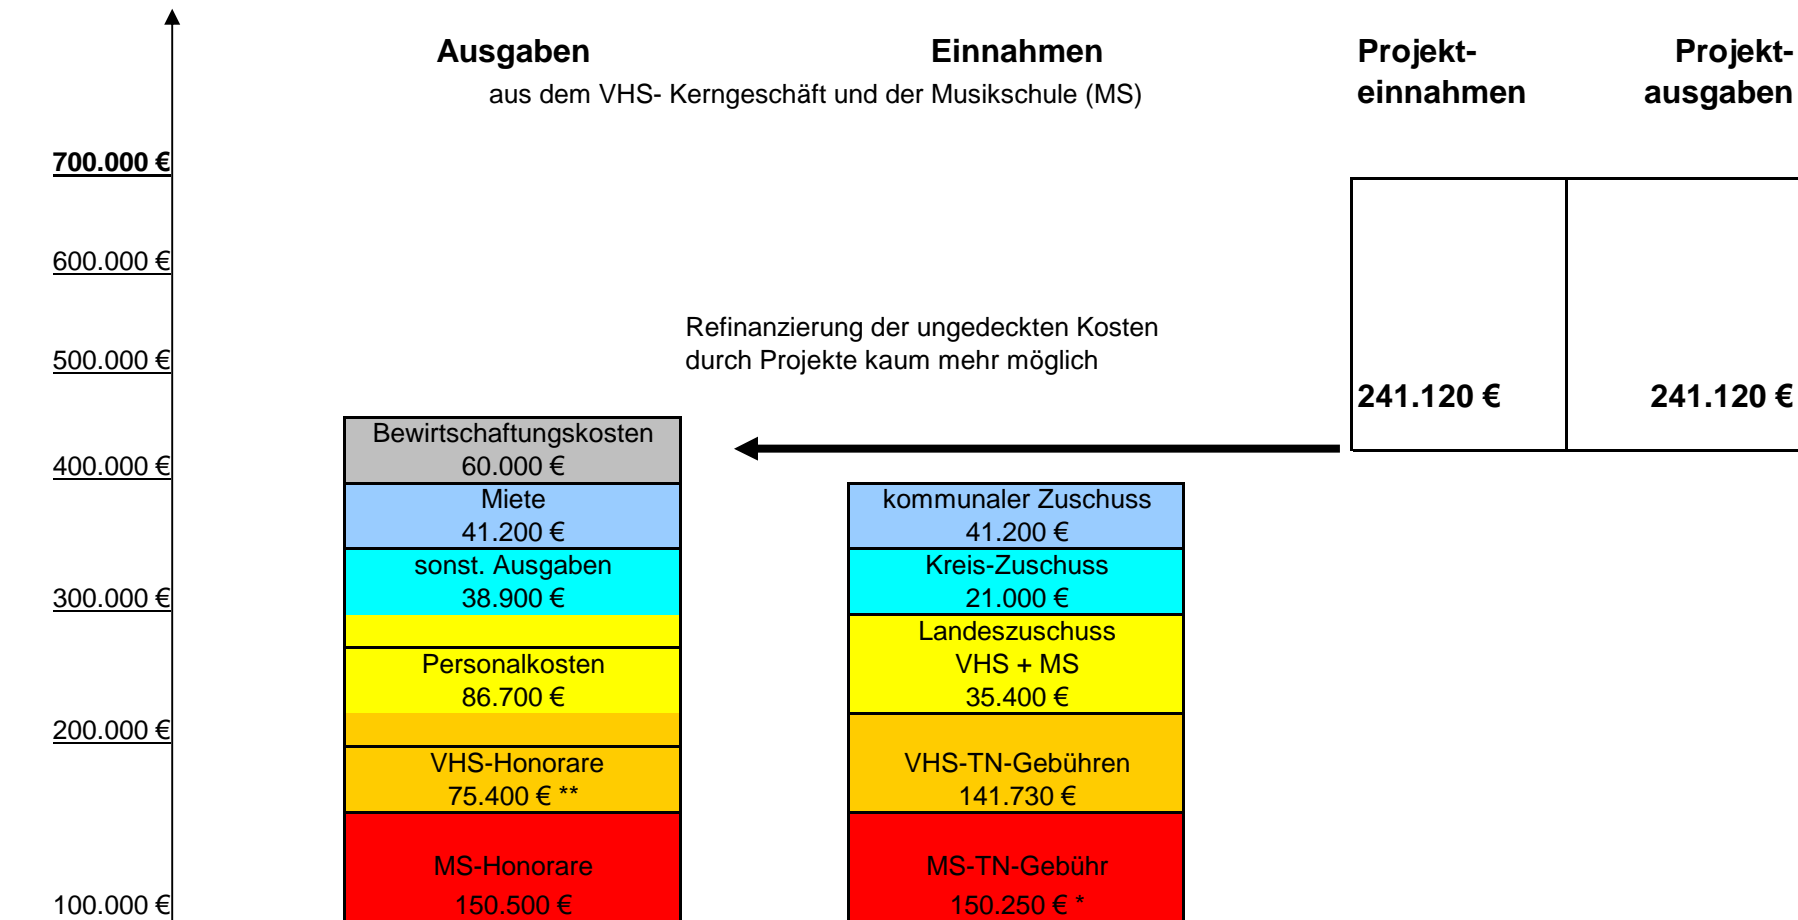 Ausgaben
Einnahmen
aus dem VHS- Kerngeschäft und der Musikschule (MS)
Projekt-
einnahmen
Projekt-
ausgaben
700.000 €
600.000 €
500.000 €
400.000 €
300.000 €
200.000 €
100.000 €
Refinanzierung der ungedeckten Kosten
durch Projekte kaum mehr möglich
241.120 €
241.120 €
Bewirtschaftungskosten
60.000 €
Miete
41.200 €
sonst. Ausgaben
38.900 €
Personalkosten
86.700 €
VHS-Honorare
75.400 € **
MS-Honorare
150.500 €
kommunaler Zuschuss
41.200 €
Kreis-Zuschuss
21.000 €
Landeszuschuss
VHS + MS
35.400 €
VHS-TN-Gebühren
141.730 €
MS-TN-Gebühr
150.250 € *